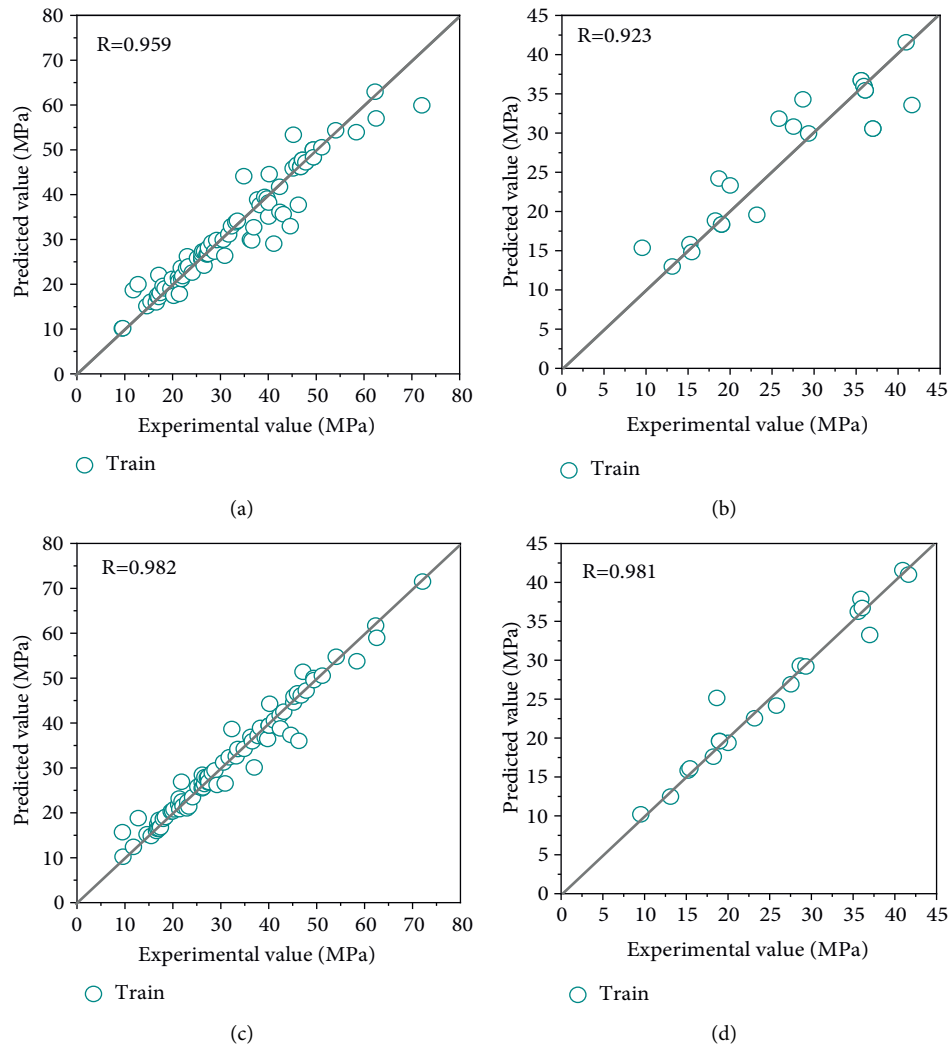 80
70
60
50
40
30
20
10
0
Predicted value (MPa)
R=0.959
0 10 20 30 40 50 60 70 80
Experimental value (MPa)
Train
(a)
45
40
35
30
25
20
15
10
5
0
Predicted value (MPa)
R=0.923
0 5 10 15 20 25 30 35 40 45
Experimental value (MPa)
Train
(b)
80
70
60
50
40
30
20
10
0
Predicted value (MPa)
R=0.982
0 10 20 30 40 50 60 70 80
Experimental value (MPa)
Train
(c)
45
40
35
30
25
20
15
10
5
0
Predicted value (MPa)
R=0.981
0 5 10 15 20 25 30 35 40 45
Experimental value (MPa)
Train
(d)